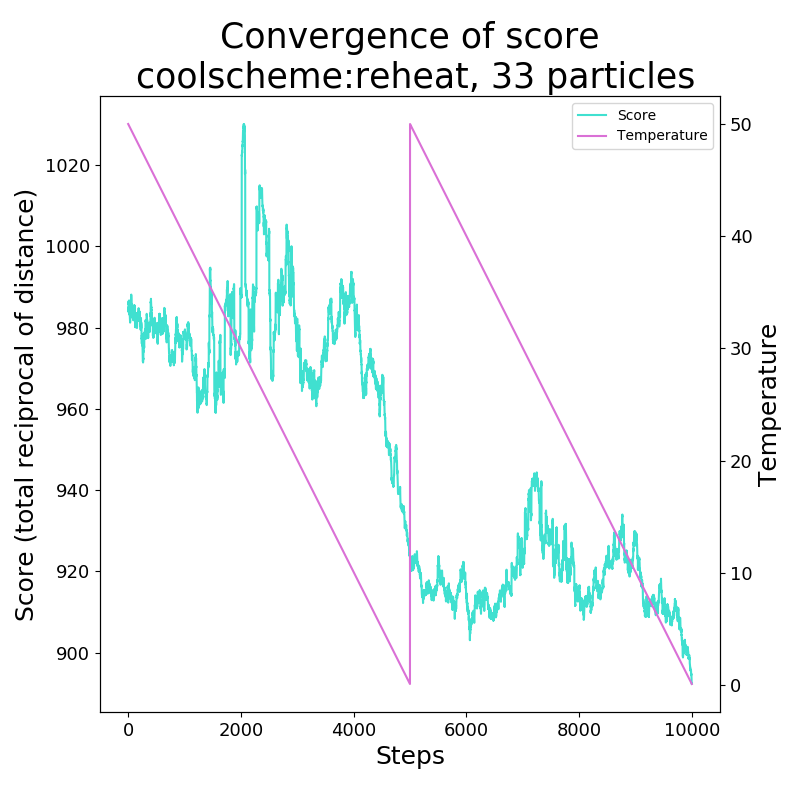 Convergence of score
coolscheme:reheat, 33 particles
Score
Temperature
Score (total reciprocal of distance)
1020
1000
980
960
940
920
900
50
40
30
20
10
0
Temperature
0
2000
4000
6000
8000
10000
Steps